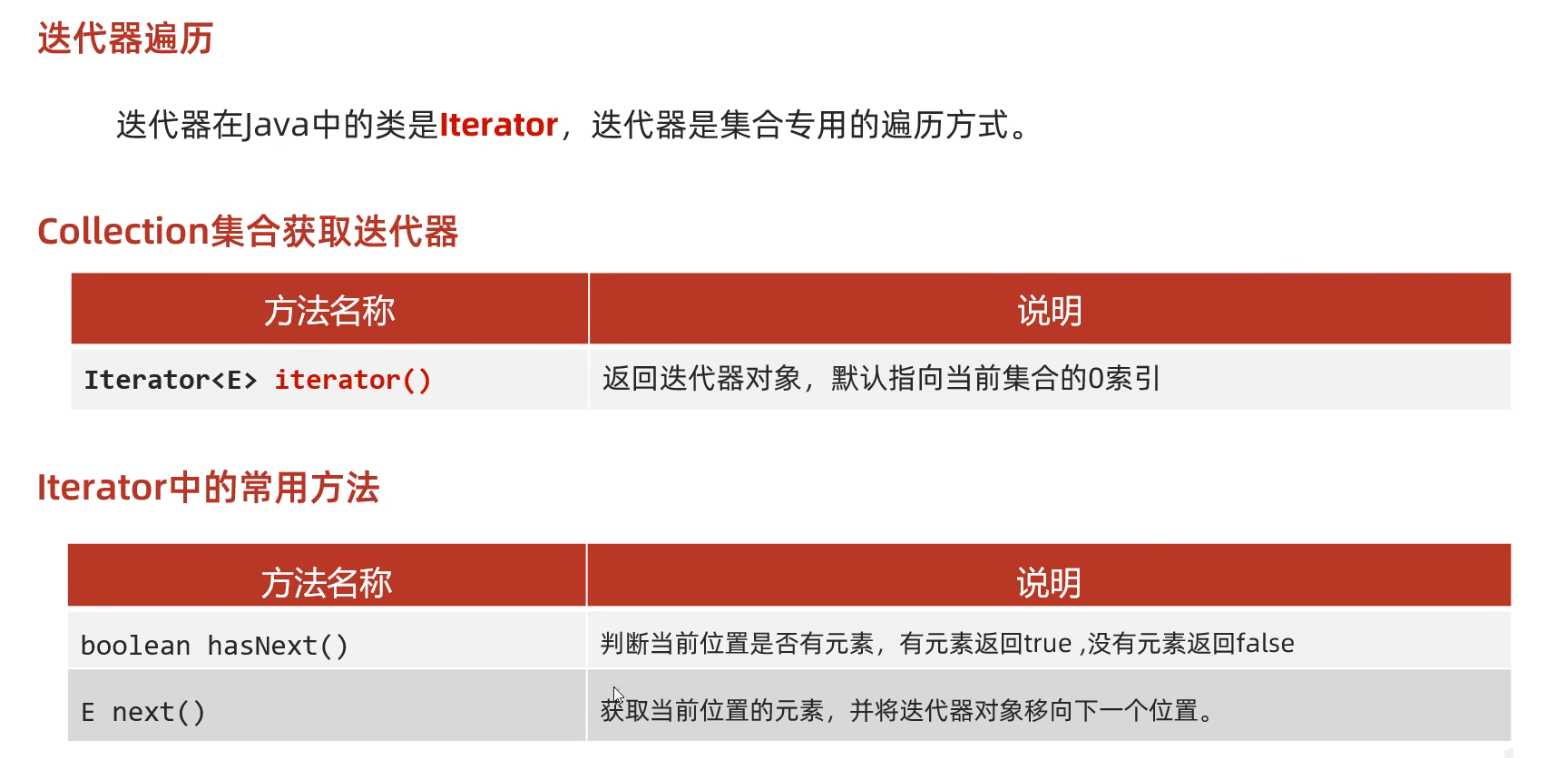 迭代器遍历
迭代器在Java中的类是Iterator，迭代器是集合专用的遍历方式。
Collection集合获取迭代器
方法名称 说明
Iterator<E> iterator() 返回迭代器对象，默认指向当前集合的0索引
Iterator中的常用方法
方法名称 说明
boolean hasNext() 判断当前位置是否有元素，有元素返回true ,没有元素返回false
E next() 获取当前位置的元素，并将迭代器对象移向下一个位置。